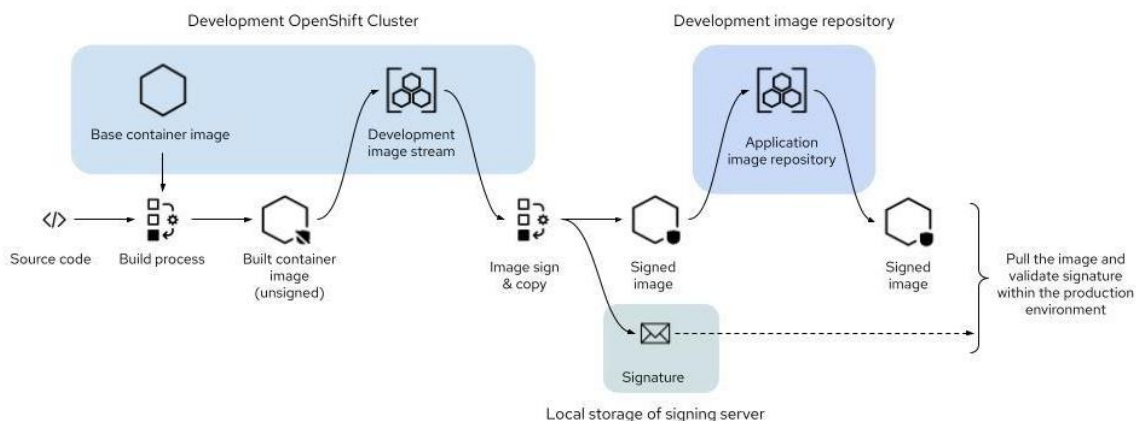 Development OpenShift Cluster
Development image repository
Base container image
Development
image stream
Application
image repository
</>
Source code
Build process
Built container
image
(unsigned)
Image sign
& copy
Signed
image
Signed
image
Pull the image and
validate signature
within the production
environment
Signature
Local storage of signing server